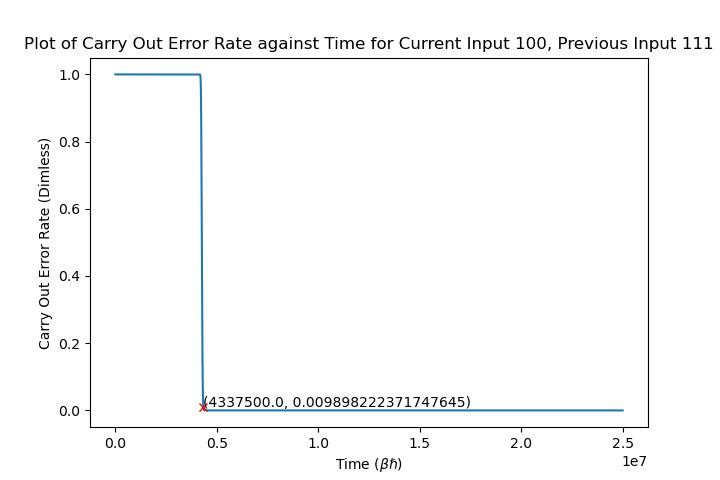 Plot of Carry Out Error Rate against Time for Current Input 100, Previous Input 111
1.0
0.8
0.6
0.4
0.2
0.0
Carry Out Error Rate (Dimless)
(4337500.0, 0.009898222371747645)
0.0 0.5 1.0 1.5 2.0 2.5
1e7
Time (βħ)